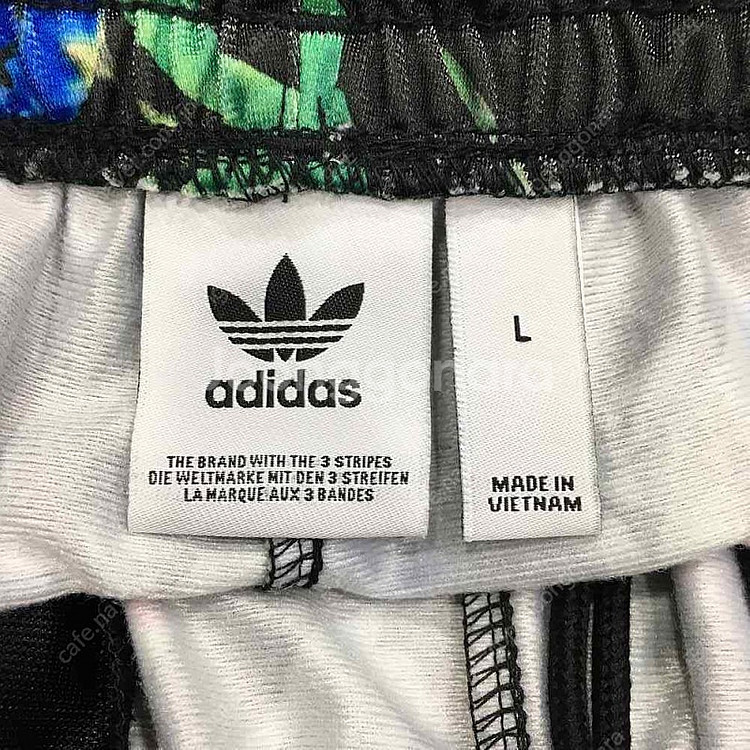 adidas
L
THE BRAND WITH THE 3 STRIPES
DIE WELTMARKE MIT DEN 3 STREIFEN
LA MARQUE AUX 3 BANDES
MADE IN
VIETNAM